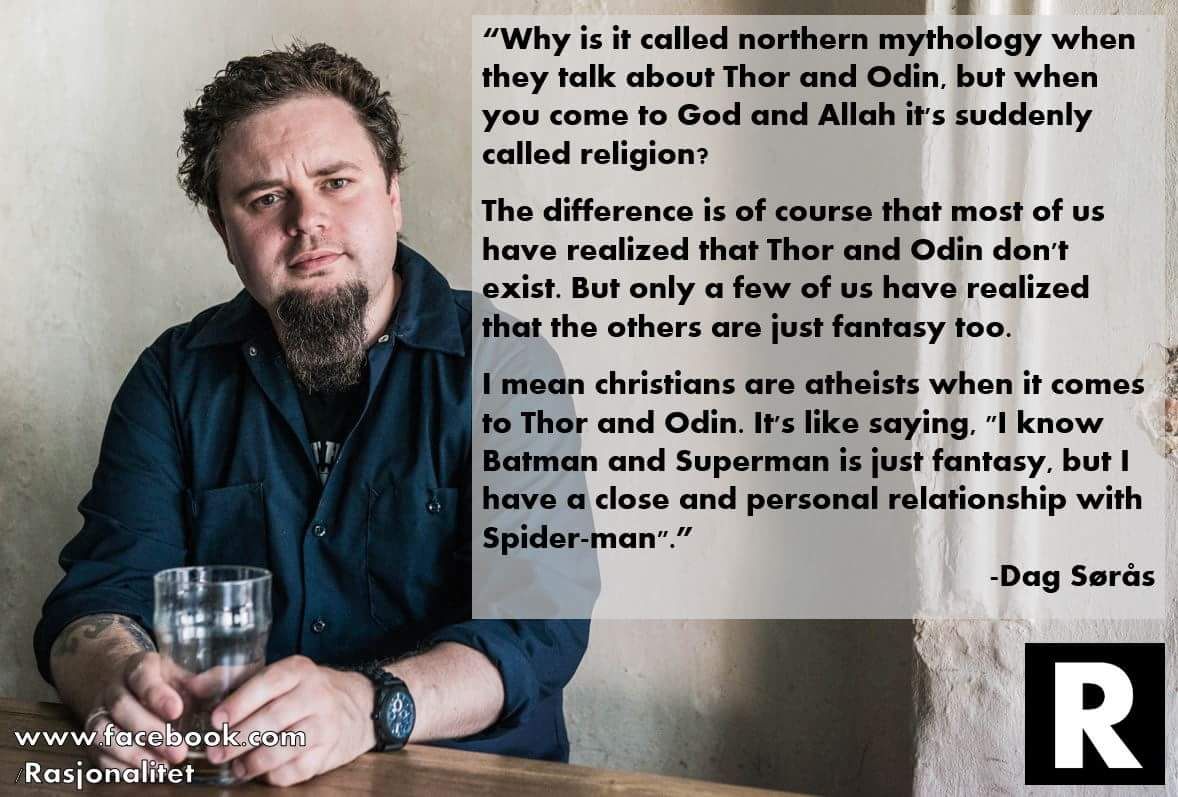 “Why is it called northern mythology when
they talk about Thor and Odin, but when
you come to God and Allah it's suddenly
called religion?
The difference is of course that most of us
have realized that Thor and Odin don't
exist. But only a few of us have realized
that the others are just fantasy too.
I mean christians are atheists when it comes
to Thor and Odin. It's like saying, "I know
Batman and Superman is just fantasy, but I
have a close and personal relationship with
Spider-man".”
-Dag Sørås
R
www.facebook.com
/Rasjonalitet